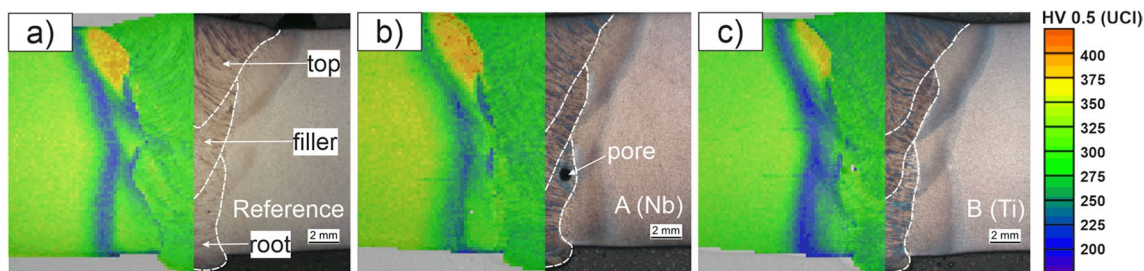 a)
top
filler
Reference
root
2 mm
b)
pore
A (Nb)
2 mm
c)
B (Ti)
2 mm
HV 0.5 (UCI)
400
375
350
325
300
275
250
225
200